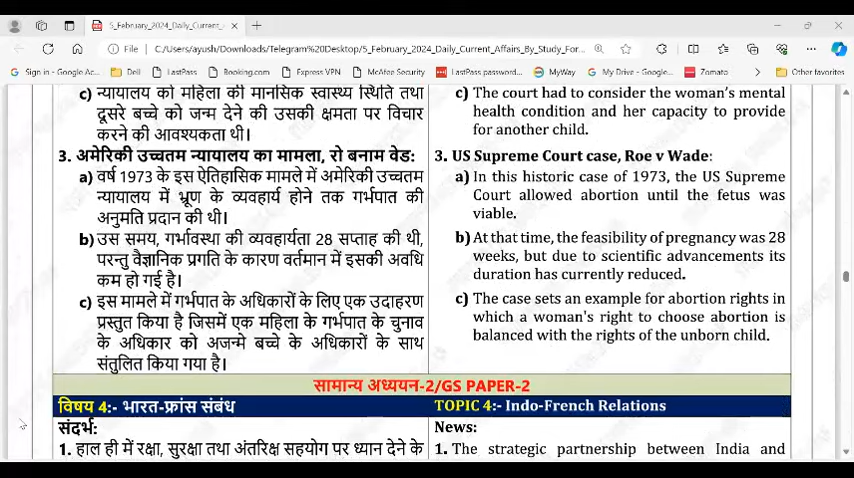 5_February_2024_Daily_Current_
File
C:/Users/ayush/Downloads/Telegram%20Desktop/5_February_2024_Daily_Current_Affairs_By_Study_For...
Sign in - Google Ac...
Dell
LastPass
Booking.com
Express VPN
McAfee Security
LastPass password...
MyWay
My Drive - Google...
Zomato
Other favorites
c) न्यायालय को महिला की मानसिक स्वास्थ्य स्थिति तथा
दूसरे बच्चे को जन्म देने की उसकी क्षमता पर विचार
करने की आवश्यकता थी।
3. अमेरिकी उच्चतम न्यायालय का मामला, रो बनाम वेड:
a) वर्ष 1973 के इस ऐतिहासिक मामले में अमेरिकी उच्चतम
न्यायालय में भ्रूण के व्यवहार्य होने तक गर्भपात की
अनुमति प्रदान की थी।
b) उस समय, गर्भावस्था की व्यवहार्यता 28 सप्ताह की थी,
परन्तु वैज्ञानिक प्रगति के कारण वर्तमान में इसकी अवधि
कम हो गई है।
c) इस मामले में गर्भपात के अधिकारों के लिए एक उदाहरण
प्रस्तुत किया है जिसमें एक महिला के गर्भपात के चुनाव
के अधिकार को अजन्मे बच्चे के अधिकारों के साथ
संतुलित किया गया है।
c) The court had to consider the woman's mental
health condition and her capacity to provide
for another child.
3. US Supreme Court case, Roe v Wade:
a) In this historic case of 1973, the US Supreme
Court allowed abortion until the fetus was
viable.
b) At that time, the feasibility of pregnancy was 28
weeks, but due to scientific advancements its
duration has currently reduced.
c) The case sets an example for abortion rights in
which a woman's right to choose abortion is
balanced with the rights of the unborn child.
सामान्य अध्ययन-2/GS PAPER-2
विषय 4:- भारत-फ्रांस संबंध
TOPIC 4:- Indo-French Relations
संदर्भ:
1. हाल ही में रक्षा, सुरक्षा तथा अंतरिक्ष सहयोग पर ध्यान देने के
News:
1. The strategic partnership between India and